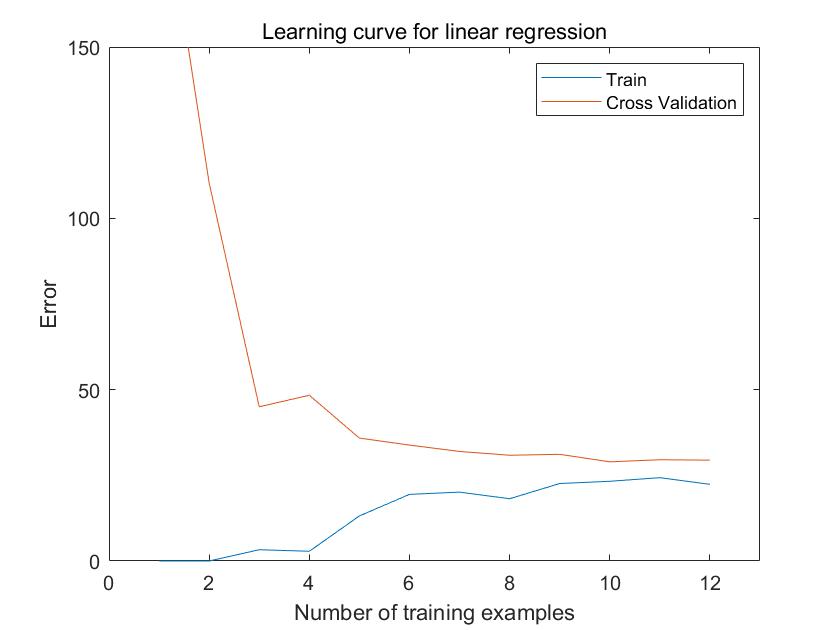 Learning curve for linear regression
150
100
50
0
Error
Train
Cross Validation
0 2 4 6 8 10 12
Number of training examples